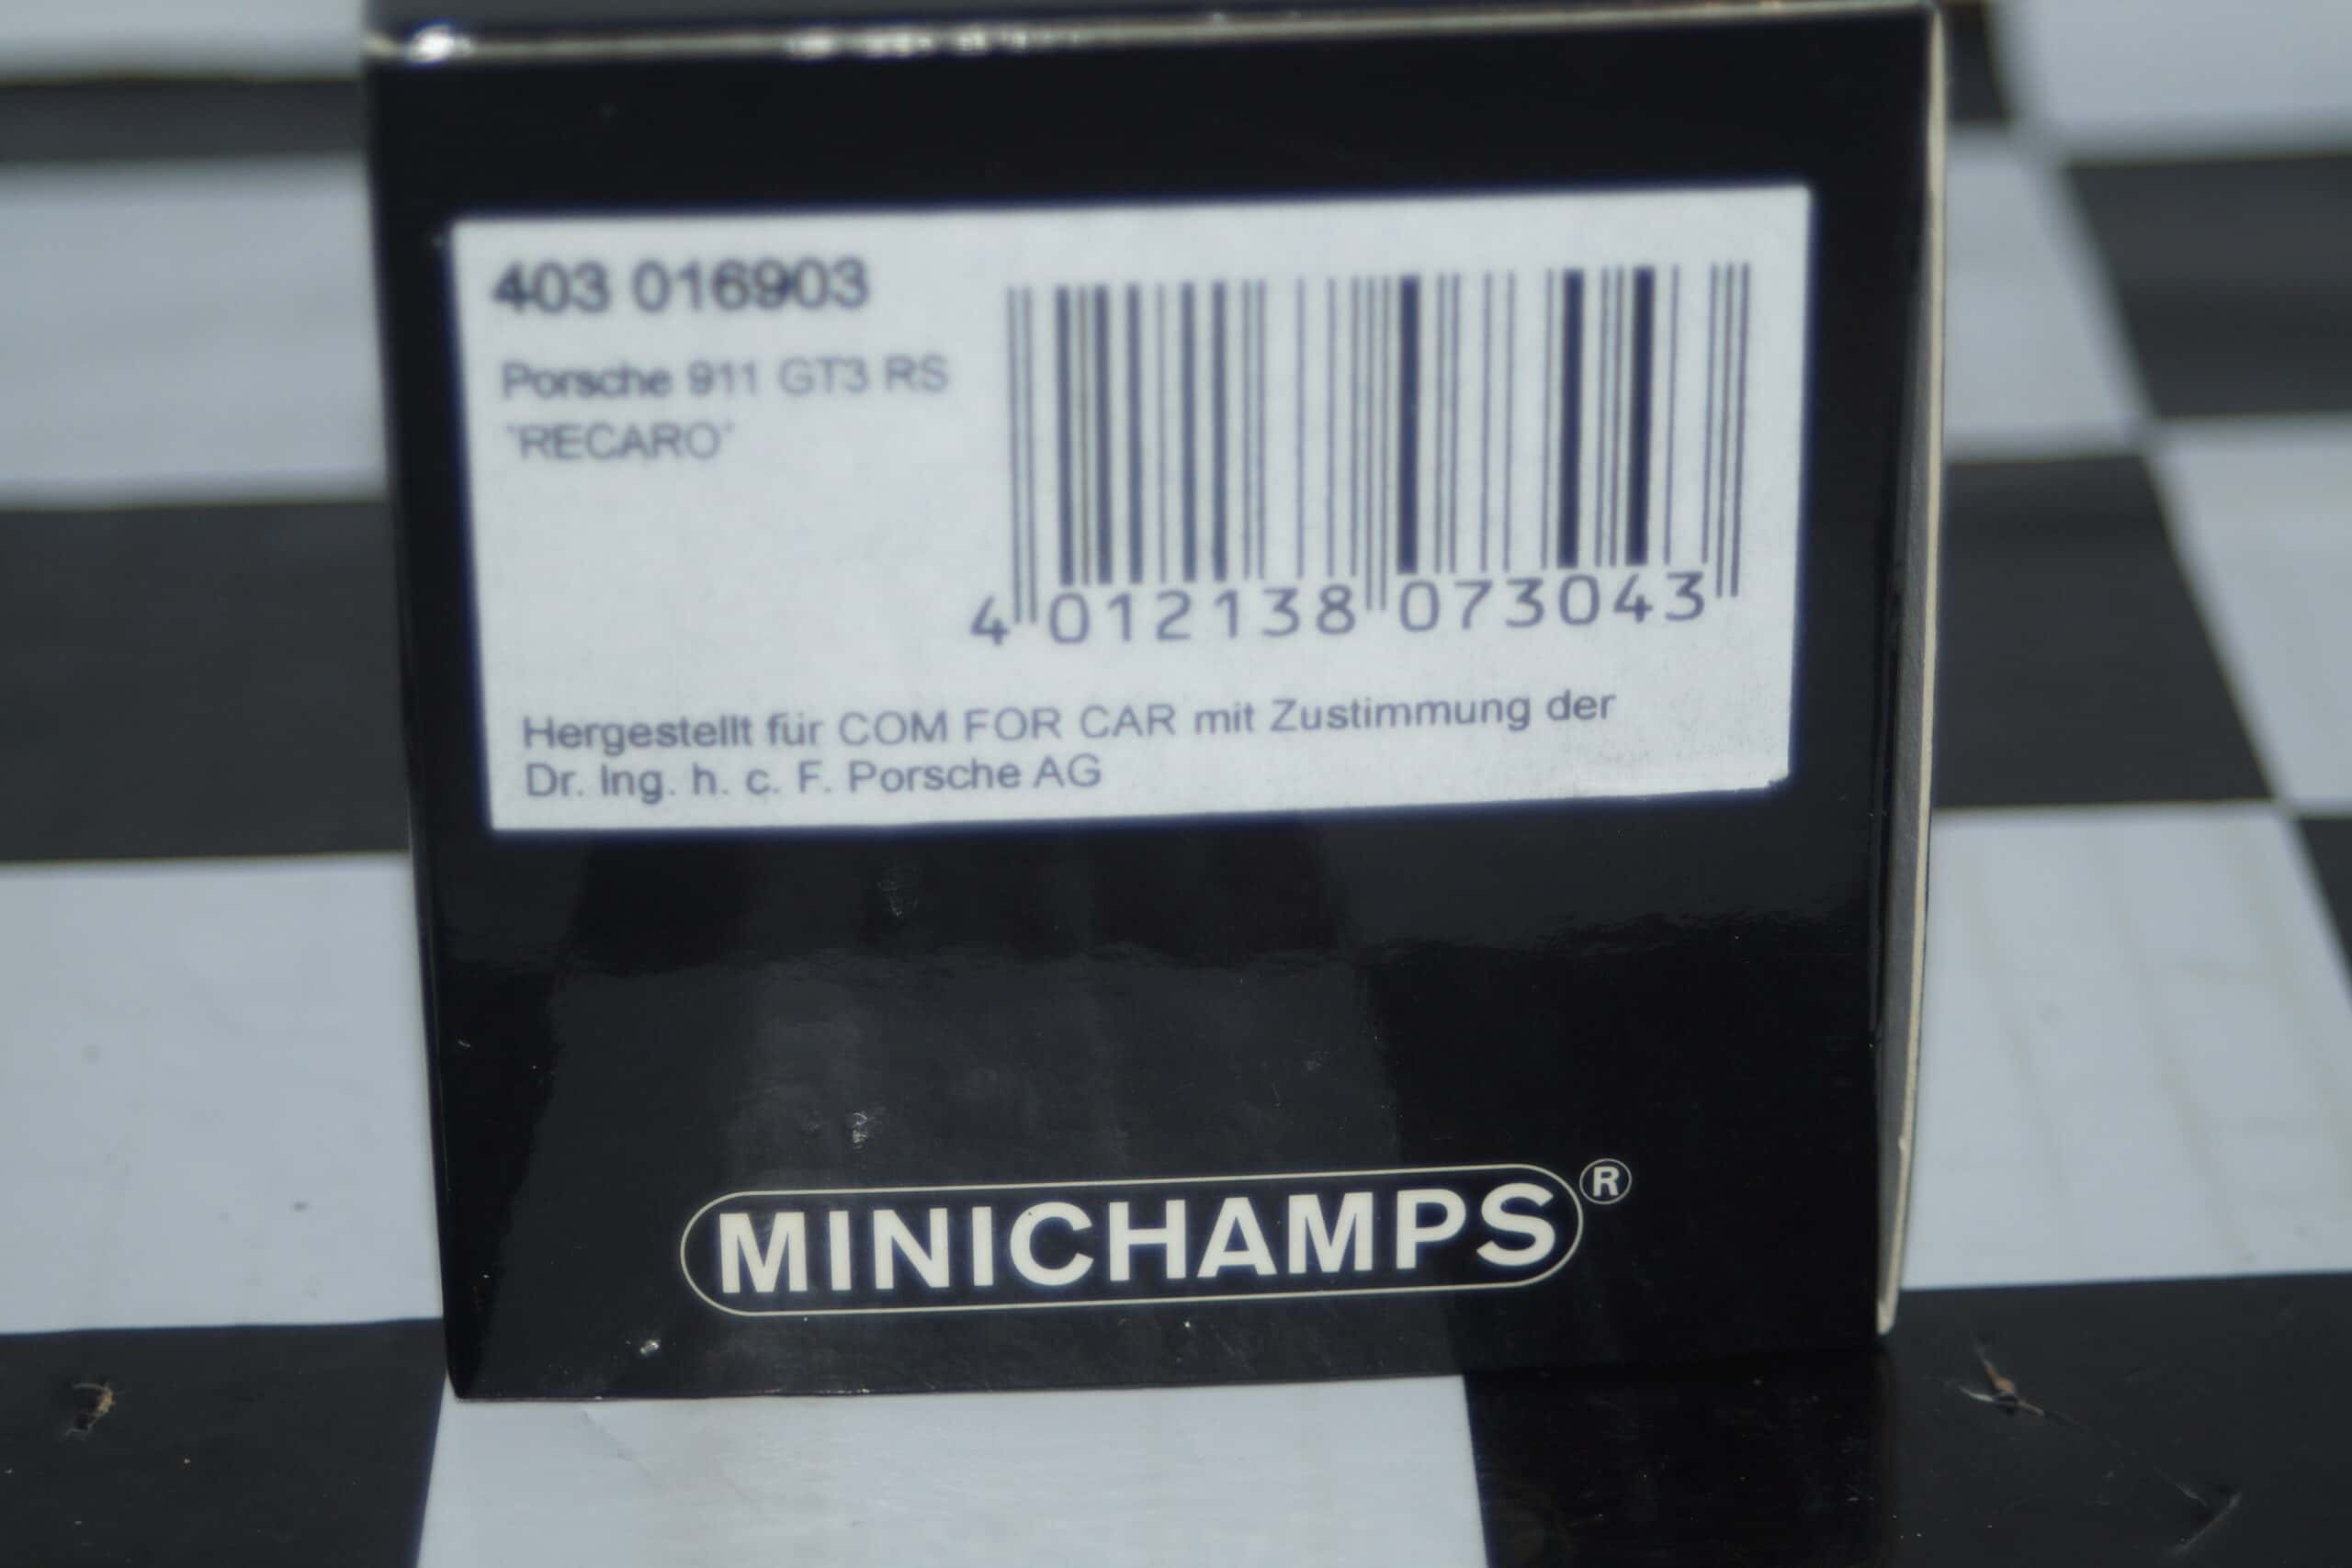 403 016903
Porsche 911 GT3 RS
"RECARO"
4 012138 073043
Hergestellt für COM FOR CAR mit Zustimmung der
Dr. Ing. h. c. F. Porsche AG
MINICHAMPS®